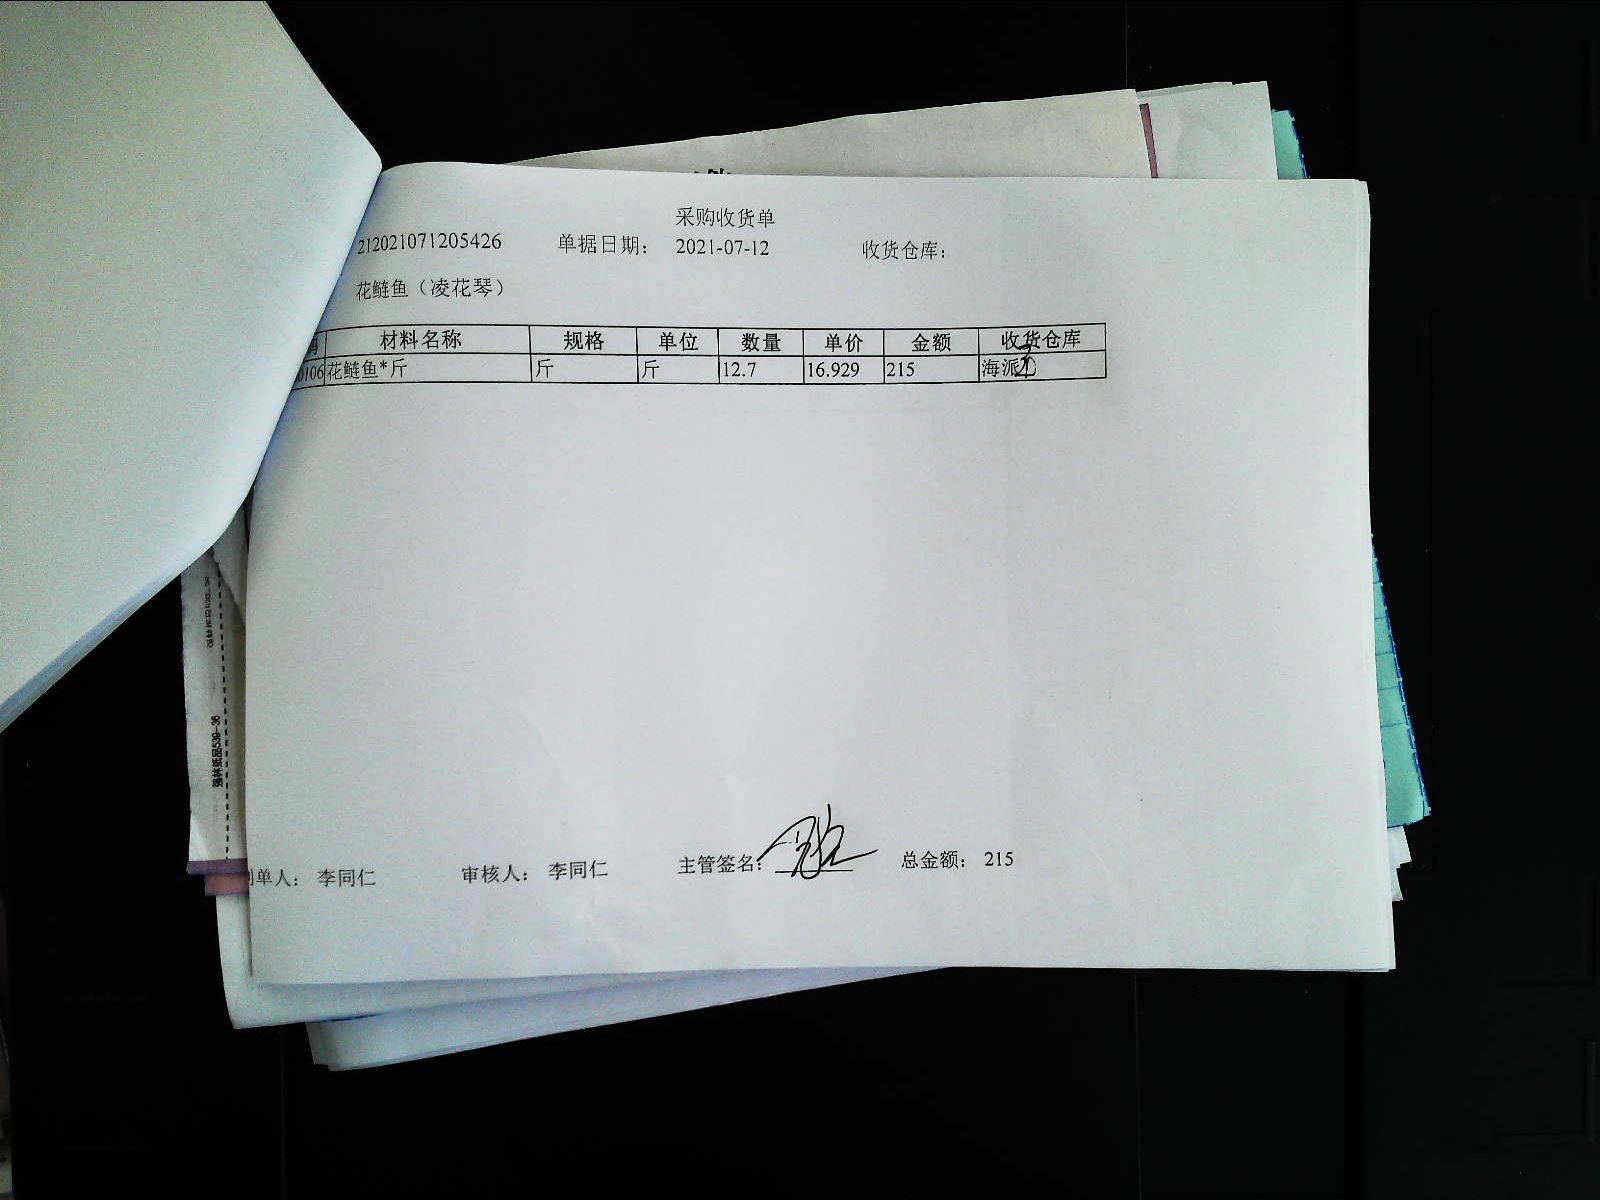 采购收货单
212021071205426 单据日期: 2021-07-12 收货仓库:
花鲢鱼（凌花琴）
材料名称 规格 单位 数量 单价 金额 收货仓库
0106 花鲢鱼*斤 斤 斤 12.7 16.929 215 海派
单人: 李同仁 审核人: 李同仁 主管签名: 总金额: 215